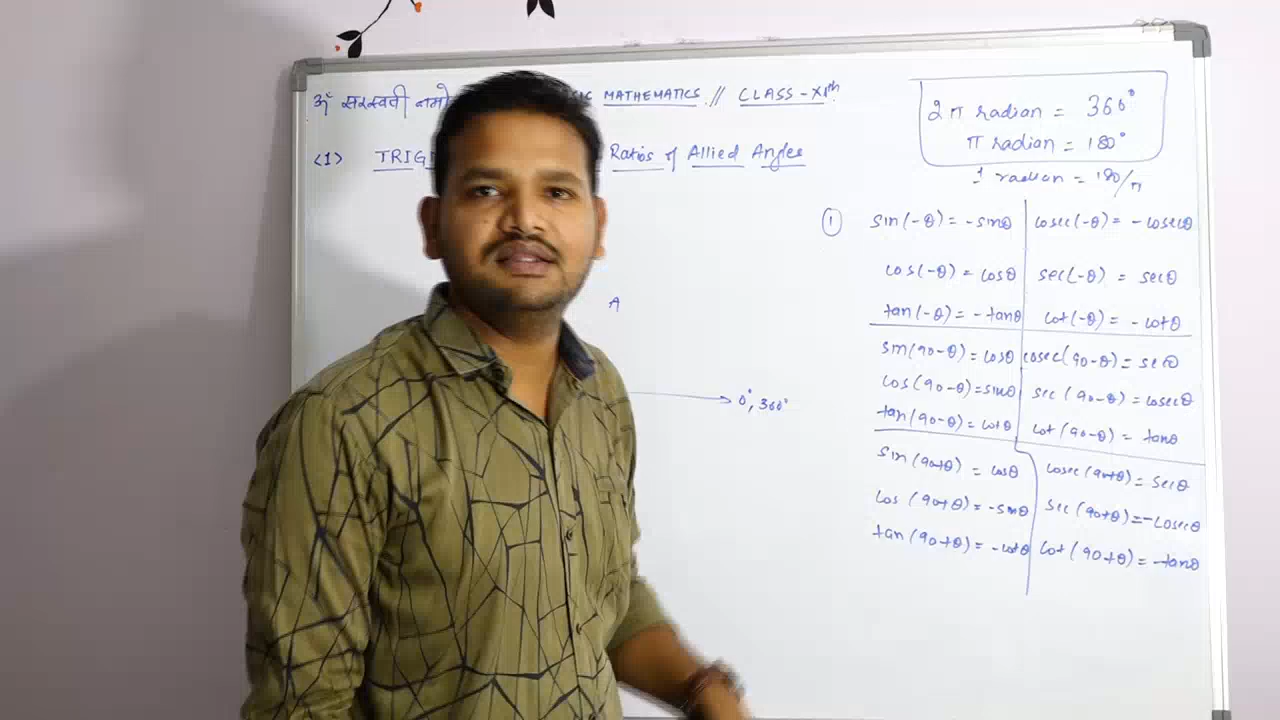 ॐ सरस्वती नमो MATHEMATICS // CLASS-XIth
<1> TRIG Ratios of Allied Angles
2π radian = 360°
π radian = 180°
1 radian = 180/π
① sin(-θ) = -sinθ cosec(-θ) = -cosecθ
cos(-θ) = cosθ sec(-θ) = secθ
tan(-θ) = -tanθ cot(-θ) = -cotθ
sin(90-θ) = cosθ cosec(90-θ) = secθ
cos(90-θ) = sinθ sec(90-θ) = cosecθ
tan(90-θ) = cotθ cot(90-θ) = tanθ
sin(90+θ) = cosθ cosec(90+θ) = secθ
cos(90+θ) = -sinθ sec(90+θ) = -cosecθ
tan(90+θ) = -cotθ cot(90+θ) = -tanθ
A
0°, 360°